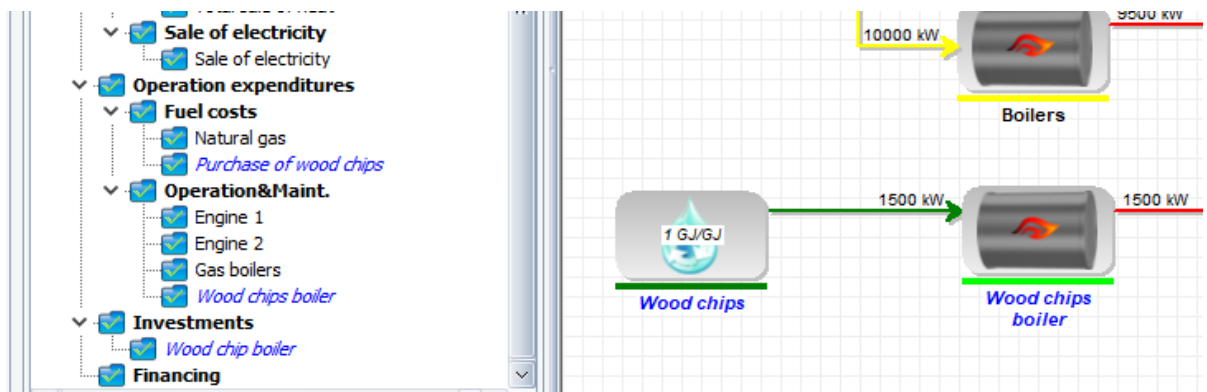 Sale of electricity
Sale of electricity
Operation expenditures
Fuel costs
Natural gas
Purchase of wood chips
Operation&Maint.
Engine 1
Engine 2
Gas boilers
Wood chips boiler
Investments
Wood chip boiler
Financing
9500 kW
10000 kW
Boilers
1500 kW
1500 kW
1 GJ/GJ
Wood chips
Wood chips
boiler